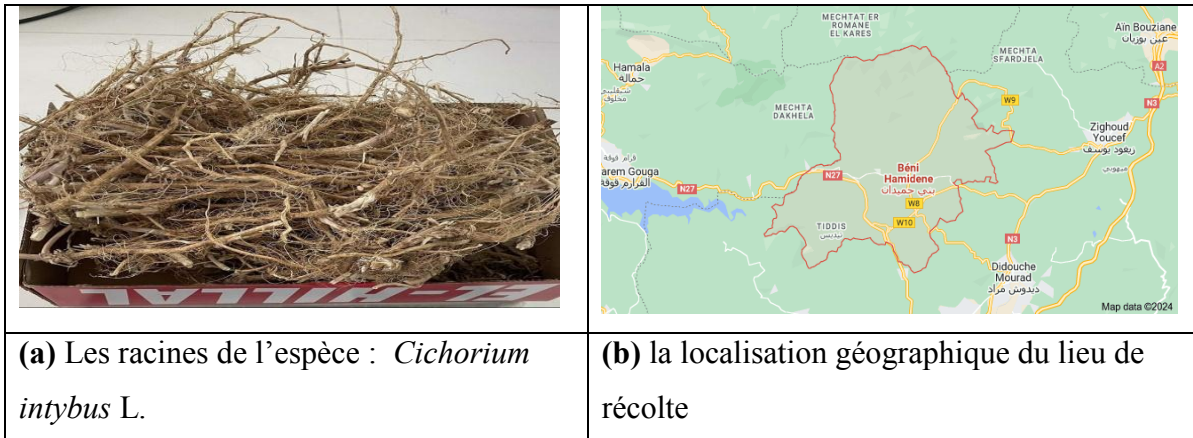 EL-HILLAL
MECHTAT ER
ROMANE
EL KARES
Aïn Bouziane
عين بوزيان
MECHTA
SFARDJELA
A2
Hamala
حمالة
N3
MECHTA
DAKHELA
W9
Zighoud
Youcef
زيغود يوسف
Béni
Hamidene
بني حميدان
N27
arem Gouga
القرارم قوقة
N27
W8
W10
TIDDIS
تيديس
N3
Didouche
Mourad
ديدوش مراد
Map data ©2024
(a) Les racines de l’espèce : Cichorium
intybus L.
(b) la localisation géographique du lieu de
récolte